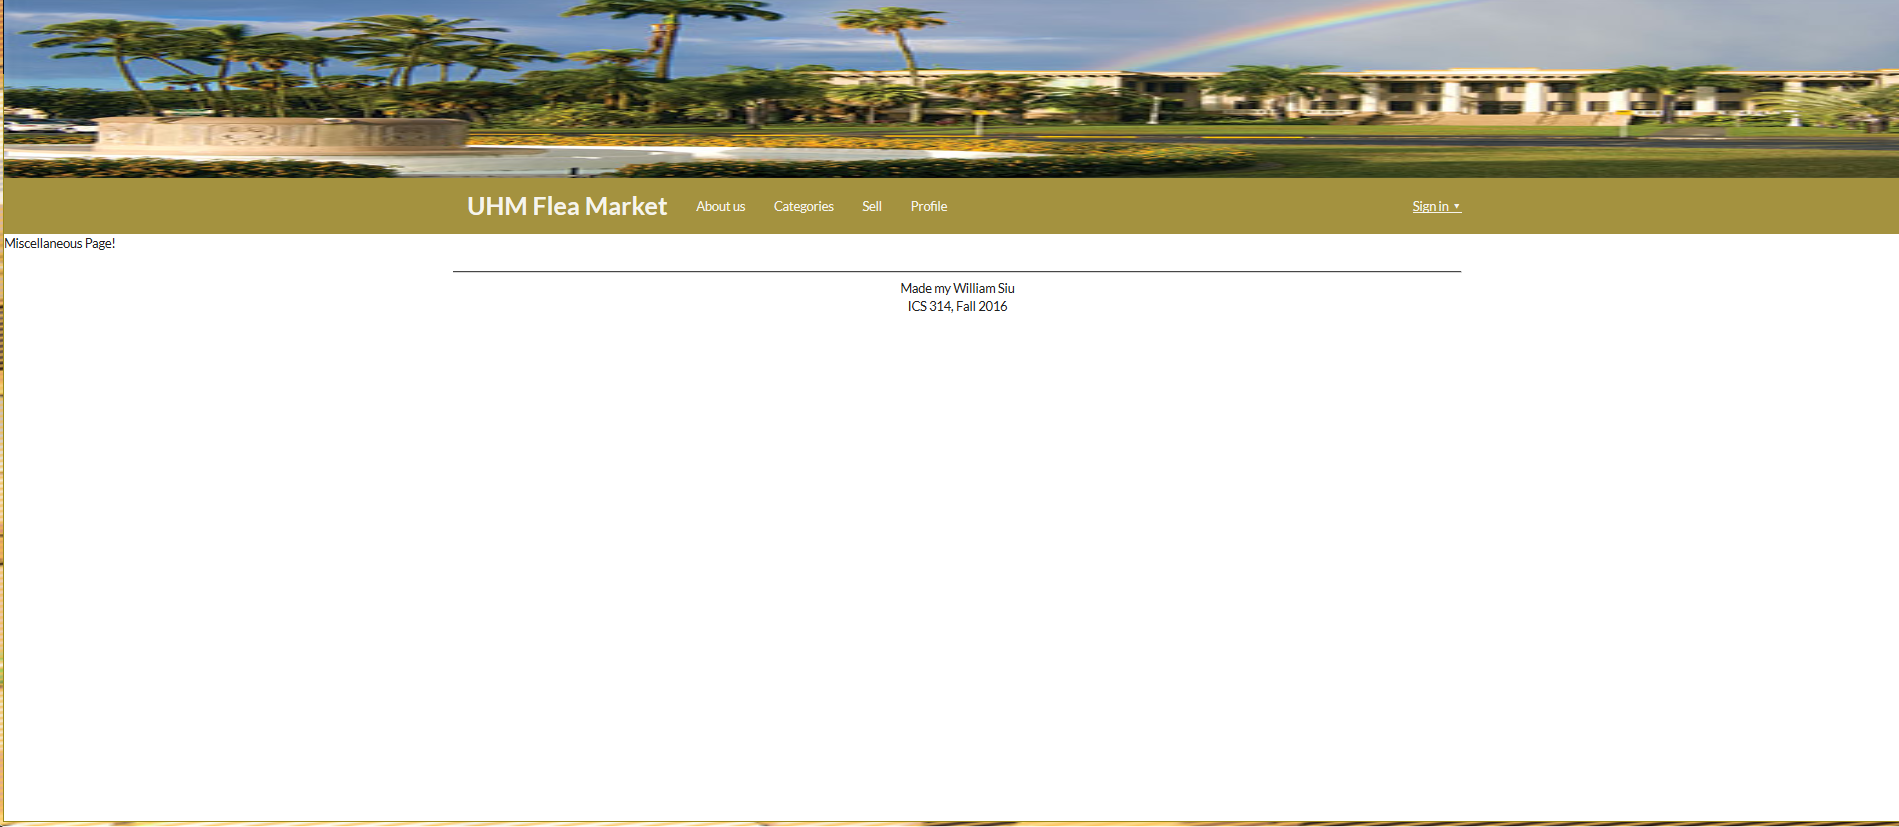 UHM Flea Market About us Categories Sell Profile Sign in ▼
Miscellaneous Page!
Made my William Siu
ICS 314, Fall 2016